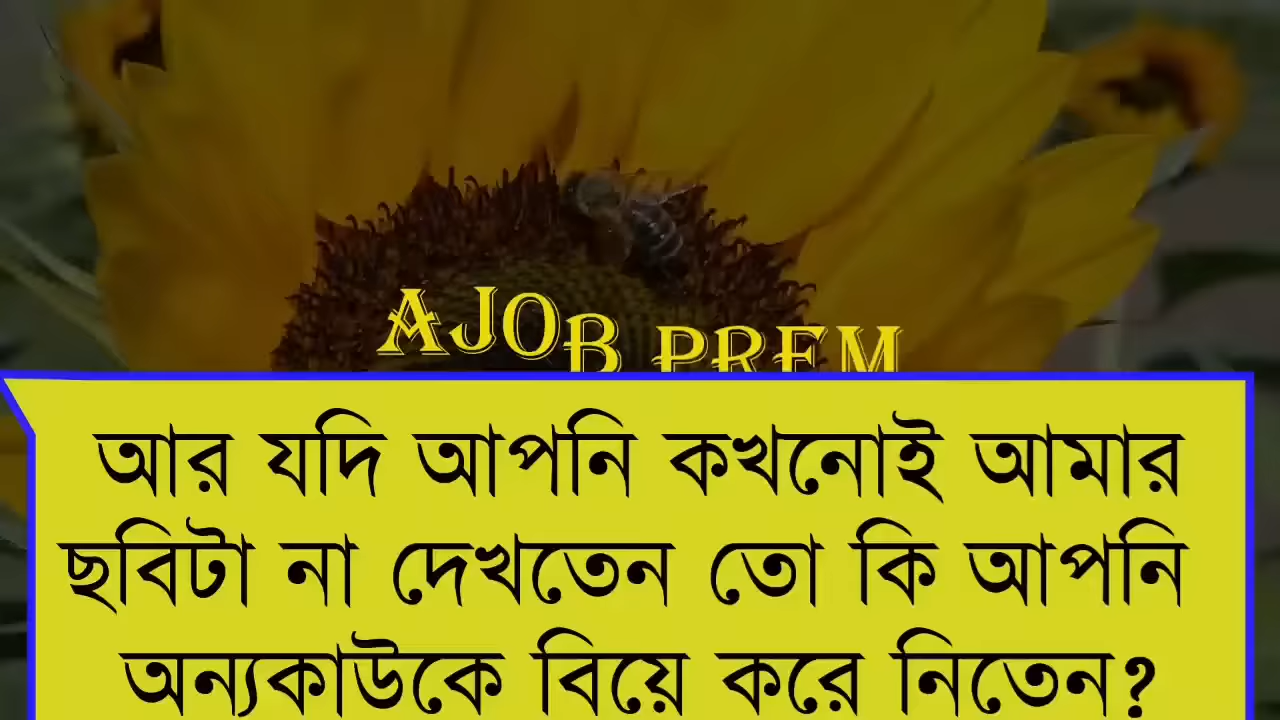 AJOB PREM
আর যদি আপনি কখনোই আমার
ছবিটা না দেখতেন তো কি আপনি
অন্যকাউকে বিয়ে করে নিতেন?